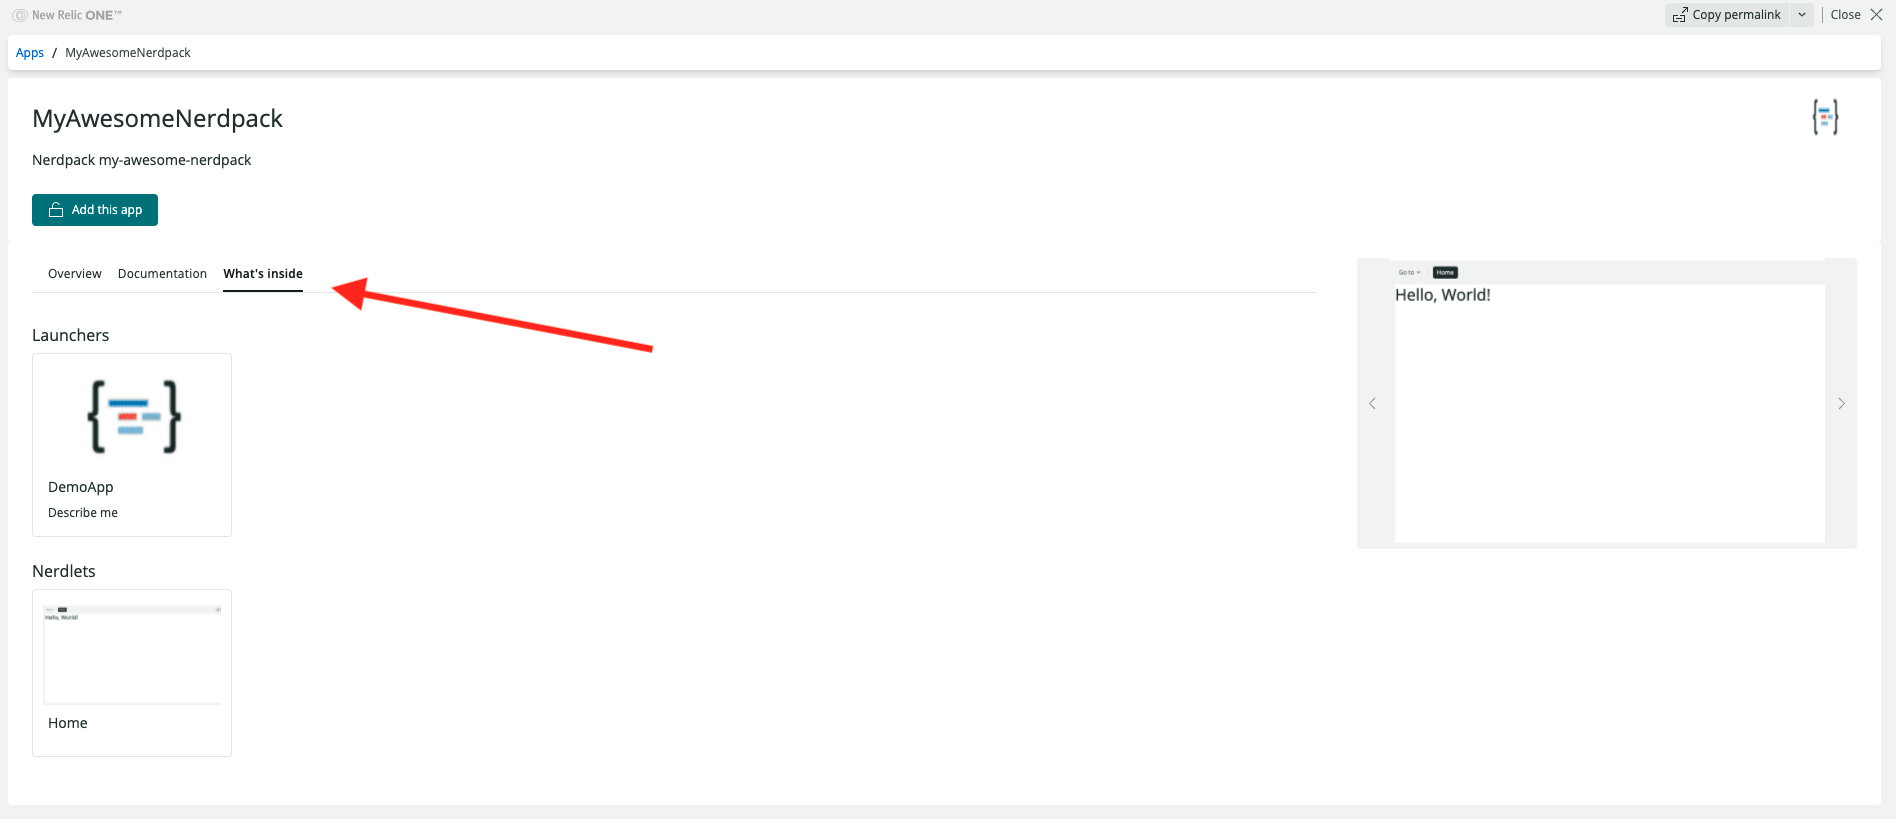 New Relic ONE™
Copy permalink
Close
Apps / MyAwesomeNerdpack
MyAwesomeNerdpack
Nerdpack my-awesome-nerdpack
Add this app
Overview Documentation What's inside
Go to Home
Hello, World!
Launchers
DemoApp
Describe me
Nerdlets
Hello, World!
Home